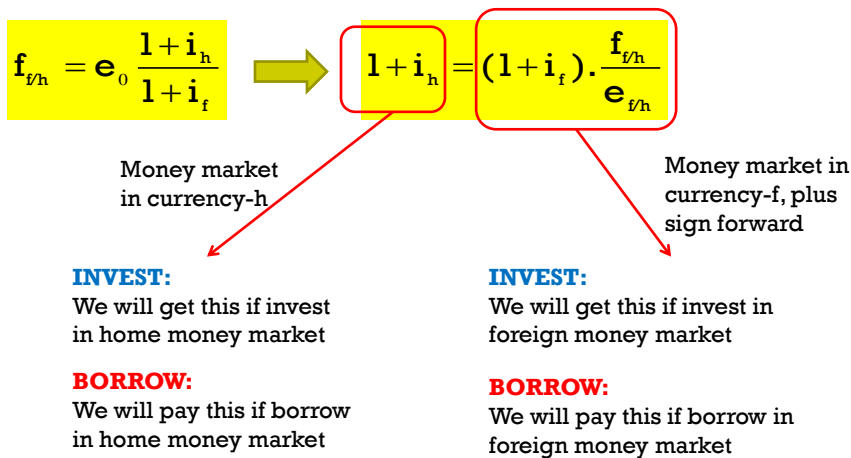 f_f/h = e_0 (1+i_h)/(1+i_f)
1+i_h = (1+i_f).f_f/h/e_f/h
Money market
in currency-h
Money market in
currency-f, plus
sign forward
INVEST:
We will get this if invest
in home money market
BORROW:
We will pay this if borrow
in home money market
INVEST:
We will get this if invest in
foreign money market
BORROW:
We will pay this if borrow in
foreign money market